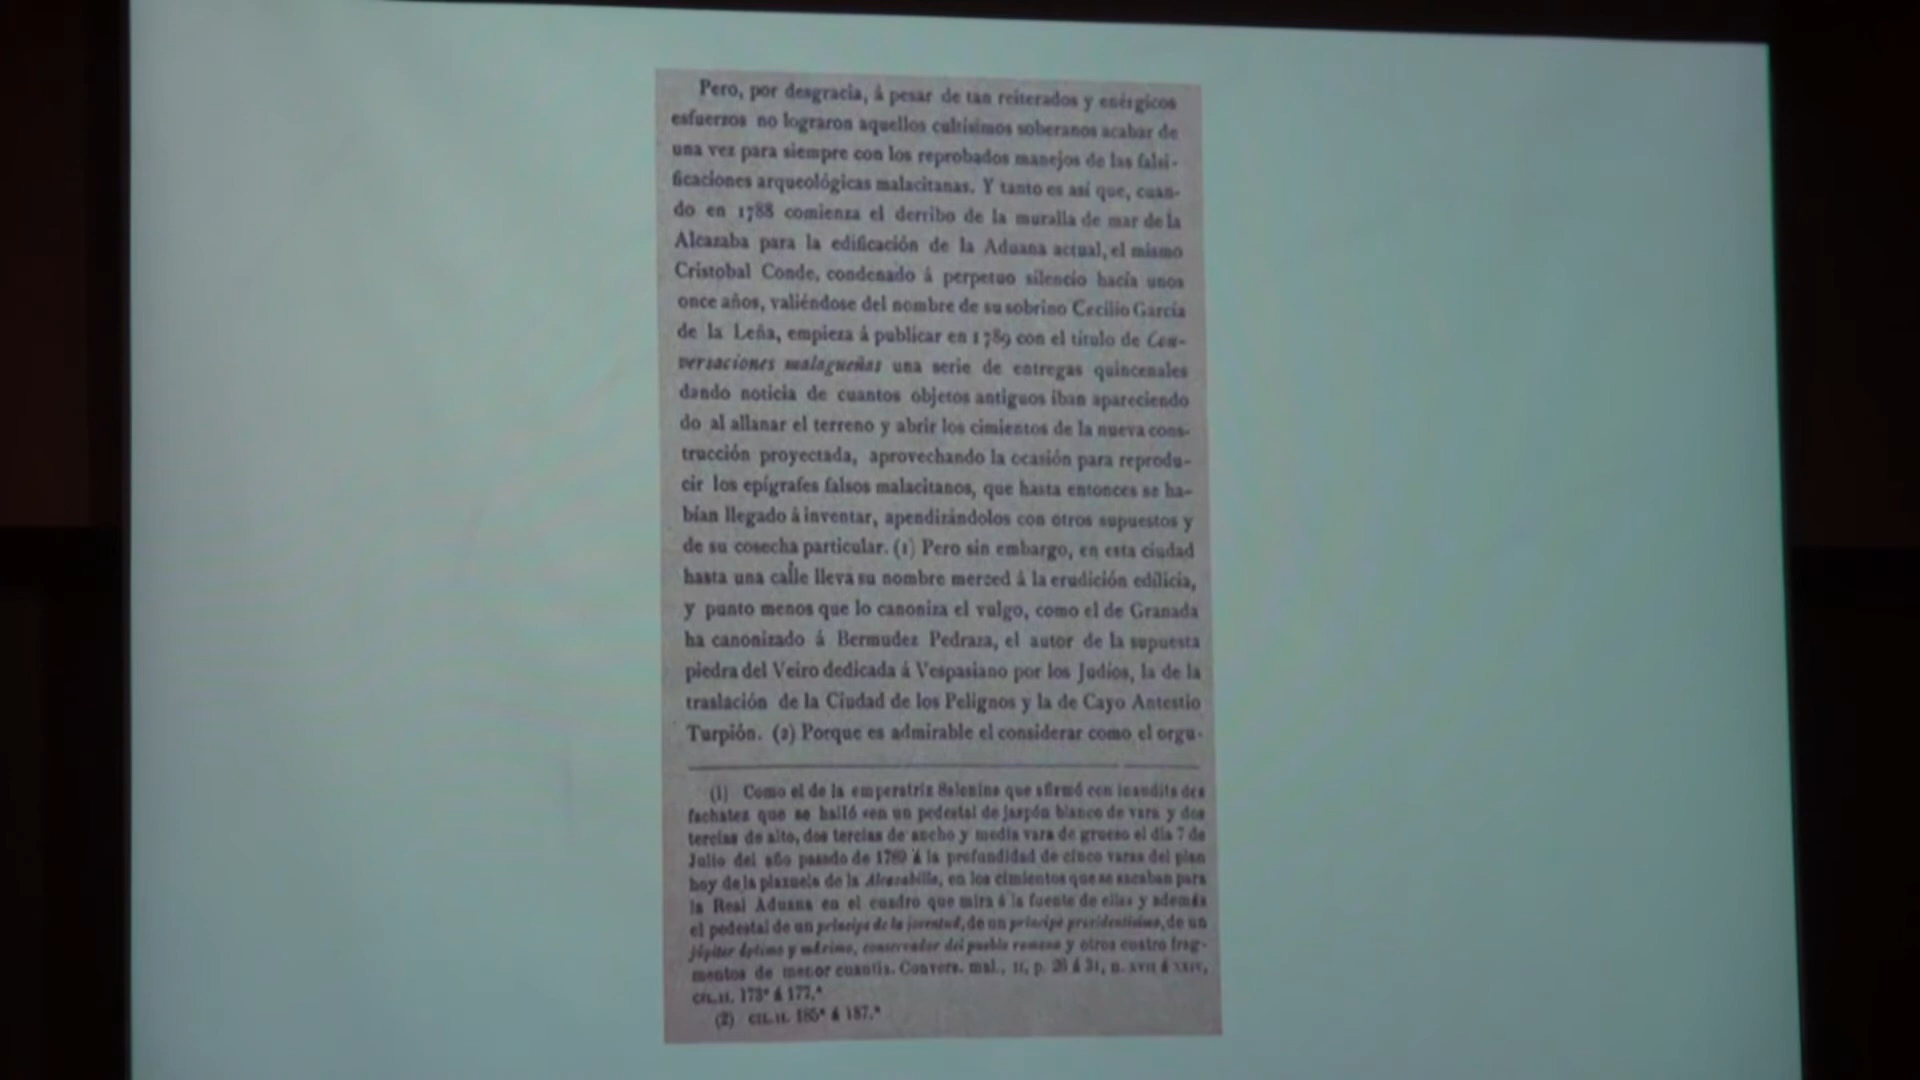 Pero, por desgracia, á pesar de tan reiterados y enérgicos
esfuerzos no lograron aquellos cultísimos soberanos acabar de
una vez para siempre con los reprobados manejos de las falsi-
ficaciones arqueológicas malacitanas. Y tanto es así que, cuan-
do en 1788 comienza el derribo de la muralla de mar de la
Alcazaba para la edificación de la Aduana actual, el mismo
Cristobal Conde, condenado á perpetuo silencio hacía unos
once años, valiéndose del nombre de su sobrino Cecilio García
de la Leña, empieza á publicar en 1789 con el título de Con-
versaciones malagueñas una serie de entregas quincenales
dando noticia de cuantos objetos antiguos iban apareciendo
do al allanar el terreno y abrir los cimientos de la nueva cons-
trucción proyectada, aprovechando la ocasión para reprodu-
cir los epígrafes falsos malacitanos, que hasta entonces se ha-
bían llegado á inventar, apendizándolos con otros supuestos y
de su cosecha particular. (1) Pero sin embargo, en esta ciudad
hasta una calle lleva su nombre merced á la erudición edilicia,
y punto menos que lo canoniza el vulgo, como el de Granada
ha canonizado á Bermudez Pedraza, el autor de la supuesta
piedra del Veiro dedicada á Vespasiano por los Judíos, la de la
traslación de la Ciudad de los Pelignos y la de Cayo Antestio
Turpión. (2) Porque es admirable el considerar como el orgu-
(1) Como el de la emperatriz Salonina que afirmó con inaudita des
fachatez que se halló «en un pedestal de jaspón blanco de vara y dos
tercias de alto, dos tercias de ancho y media vara de grueso el día 7 de
Julio del año pasado de 1789 á la profundidad de cinco varas del plan
hoy de la plazuela de la Alcazabilla, en los cimientos que se sacaban para
la Real Aduana en el cuadro que mira á la fuente de ellas y además
el pedestal de un príncipe de la juventud, de un príncipe providentísimo, de un
júpiter óptimo y máximo, conservador del pueblo romano y otros cuatro frag-
mentos de menor cuantía. Convers. mal., II, p. 26 á 31, n. XVII á XXIV,
CIL.II. 173* á 177.*
(2) CIL.II. 185* á 187.*